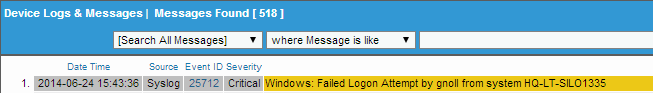 Device Logs & Messages | Messages Found [ 518 ]
[Search All Messages] where Message is like
Date Time Source Event ID Severity
1. 2014-06-24 15:43:36 Syslog 25712 Critical Windows: Failed Logon Attempt by gnoll from system HQ-LT-SILO1335